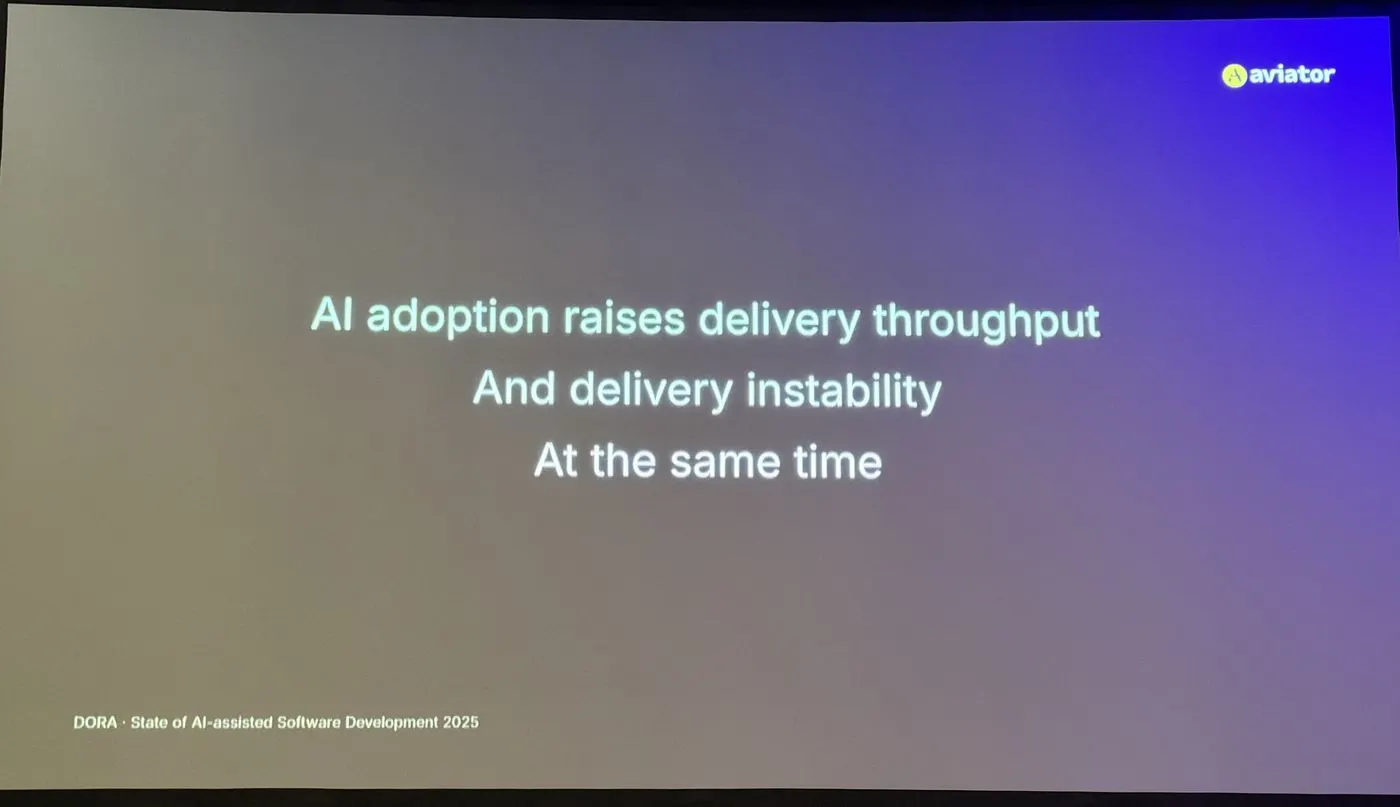 aviator
AI adoption raises delivery throughput
And delivery instability
At the same time
DORA · State of AI-assisted Software Development 2025